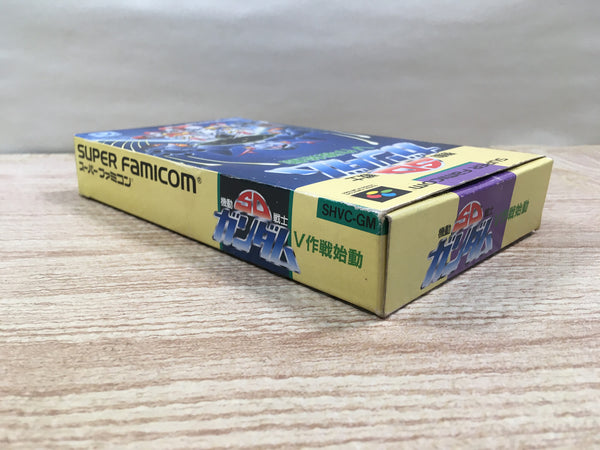 SUPER FAMICOM®
スーパーファミコン
機動
SD
戦士
ガンダム
V作戦始動
SHVC-GM
機動
SD
戦士
ガンダム
V作戦始動